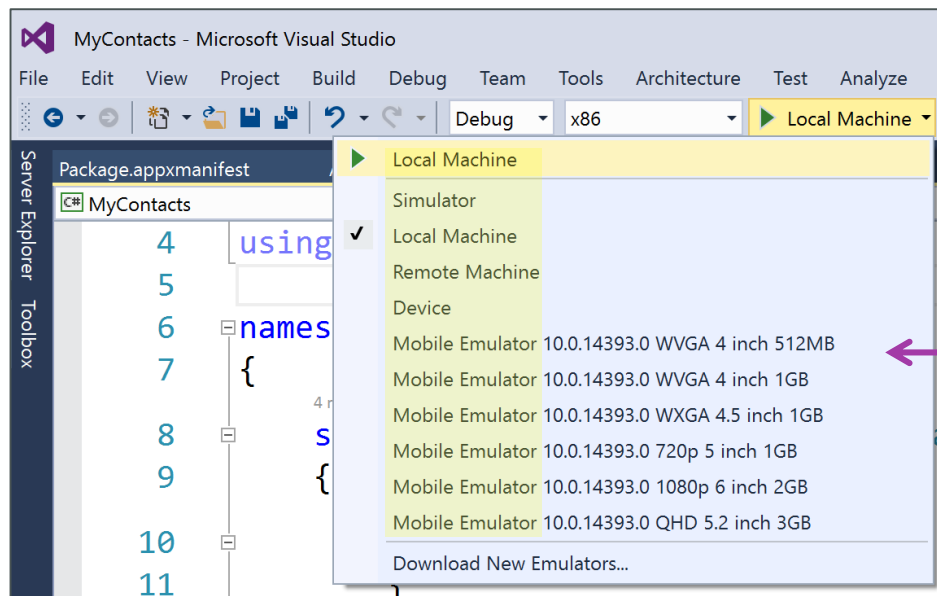 MyContacts - Microsoft Visual Studio
File Edit View Project Build Debug Team Tools Architecture Test Analyze
Debug x86 Local Machine
Server Explorer
Toolbox
Package.appxmanifest
C# MyContacts
Local Machine
Simulator
Local Machine
Remote Machine
Device
Mobile Emulator 10.0.14393.0 WVGA 4 inch 512MB
Mobile Emulator 10.0.14393.0 WVGA 4 inch 1GB
Mobile Emulator 10.0.14393.0 WXGA 4.5 inch 1GB
Mobile Emulator 10.0.14393.0 720p 5 inch 1GB
Mobile Emulator 10.0.14393.0 1080p 6 inch 2GB
Mobile Emulator 10.0.14393.0 QHD 5.2 inch 3GB
Download New Emulators...
4 using
5
6 names
7 {
4 r
8 s
9 {
10
11 }